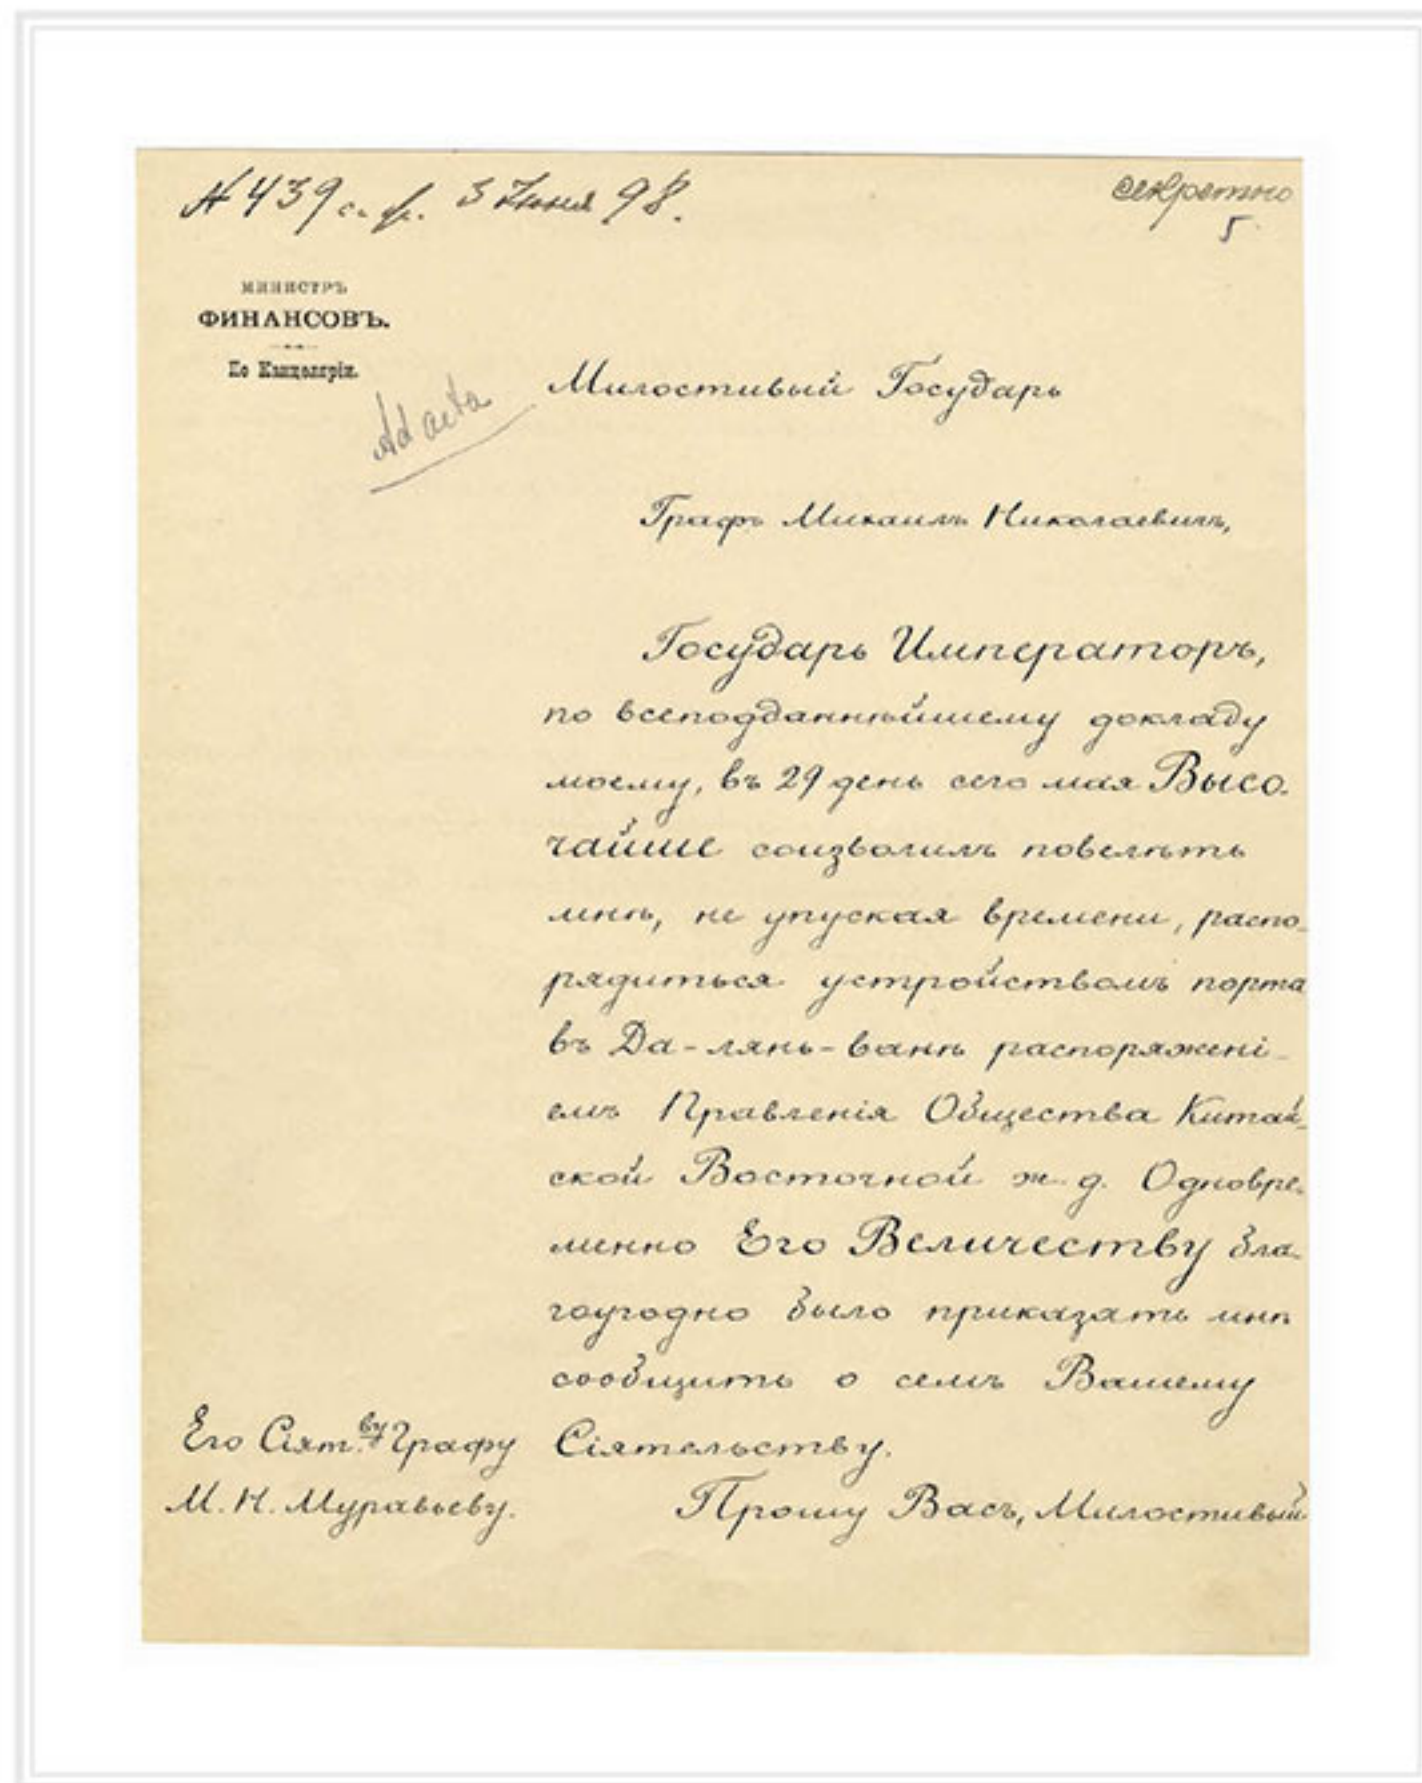 № 439 с. ф. 3 Июня 98.
секретно
5
МИНИСТРЪ
ФИНАНСОВЪ.
По Канцеляріи.
Ad acta
Милостивый Государь
Графъ Михаилъ Николаевичъ,
Государь Императоръ,
по всеподданнѣйшему докладу
моему, въ 29 день сего мая Высо-
чайше соизволилъ повелѣть
мнѣ, не упуская времени, распо-
рядиться устройствомъ порта
въ Да-лянь-ванѣ распоряжені-
емъ Правленія Общества Китай-
ской Восточной ж. д. Одновре-
менно Его Величеству бла-
гоугодно было приказать мнѣ
сообщить о семъ Вашему
Сіятельству.
Прошу Васъ, Милостивый
Его Сіят.ву Графу
М. Н. Муравьеву.